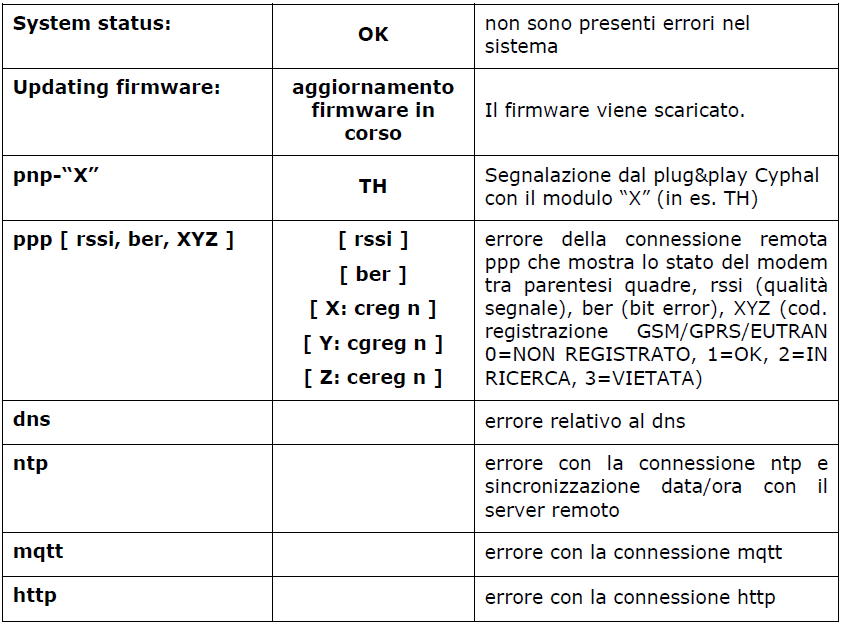 System status:
OK
non sono presenti errori nel
sistema
Updating firmware:
aggiornamento
firmware in
corso
Il firmware viene scaricato.
pnp-“X”
TH
Segnalazione dal plug&play Cyphal
con il modulo “X” (in es. TH)
ppp [ rssi, ber, XYZ ]
[ rssi ]
[ ber ]
[ X: creg n ]
[ Y: cgreg n ]
[ Z: cereg n ]
errore della connessione remota
ppp che mostra lo stato del modem
tra parentesi quadre, rssi (qualità
segnale), ber (bit error), XYZ (cod.
registrazione GSM/GPRS/EUTRAN
0=NON REGISTRATO, 1=OK, 2=IN
RICERCA, 3=VIETATA)
dns
errore relativo al dns
ntp
errore con la connessione ntp e
sincronizzazione data/ora con il
server remoto
mqtt
errore con la connessione mqtt
http
errore con la connessione http